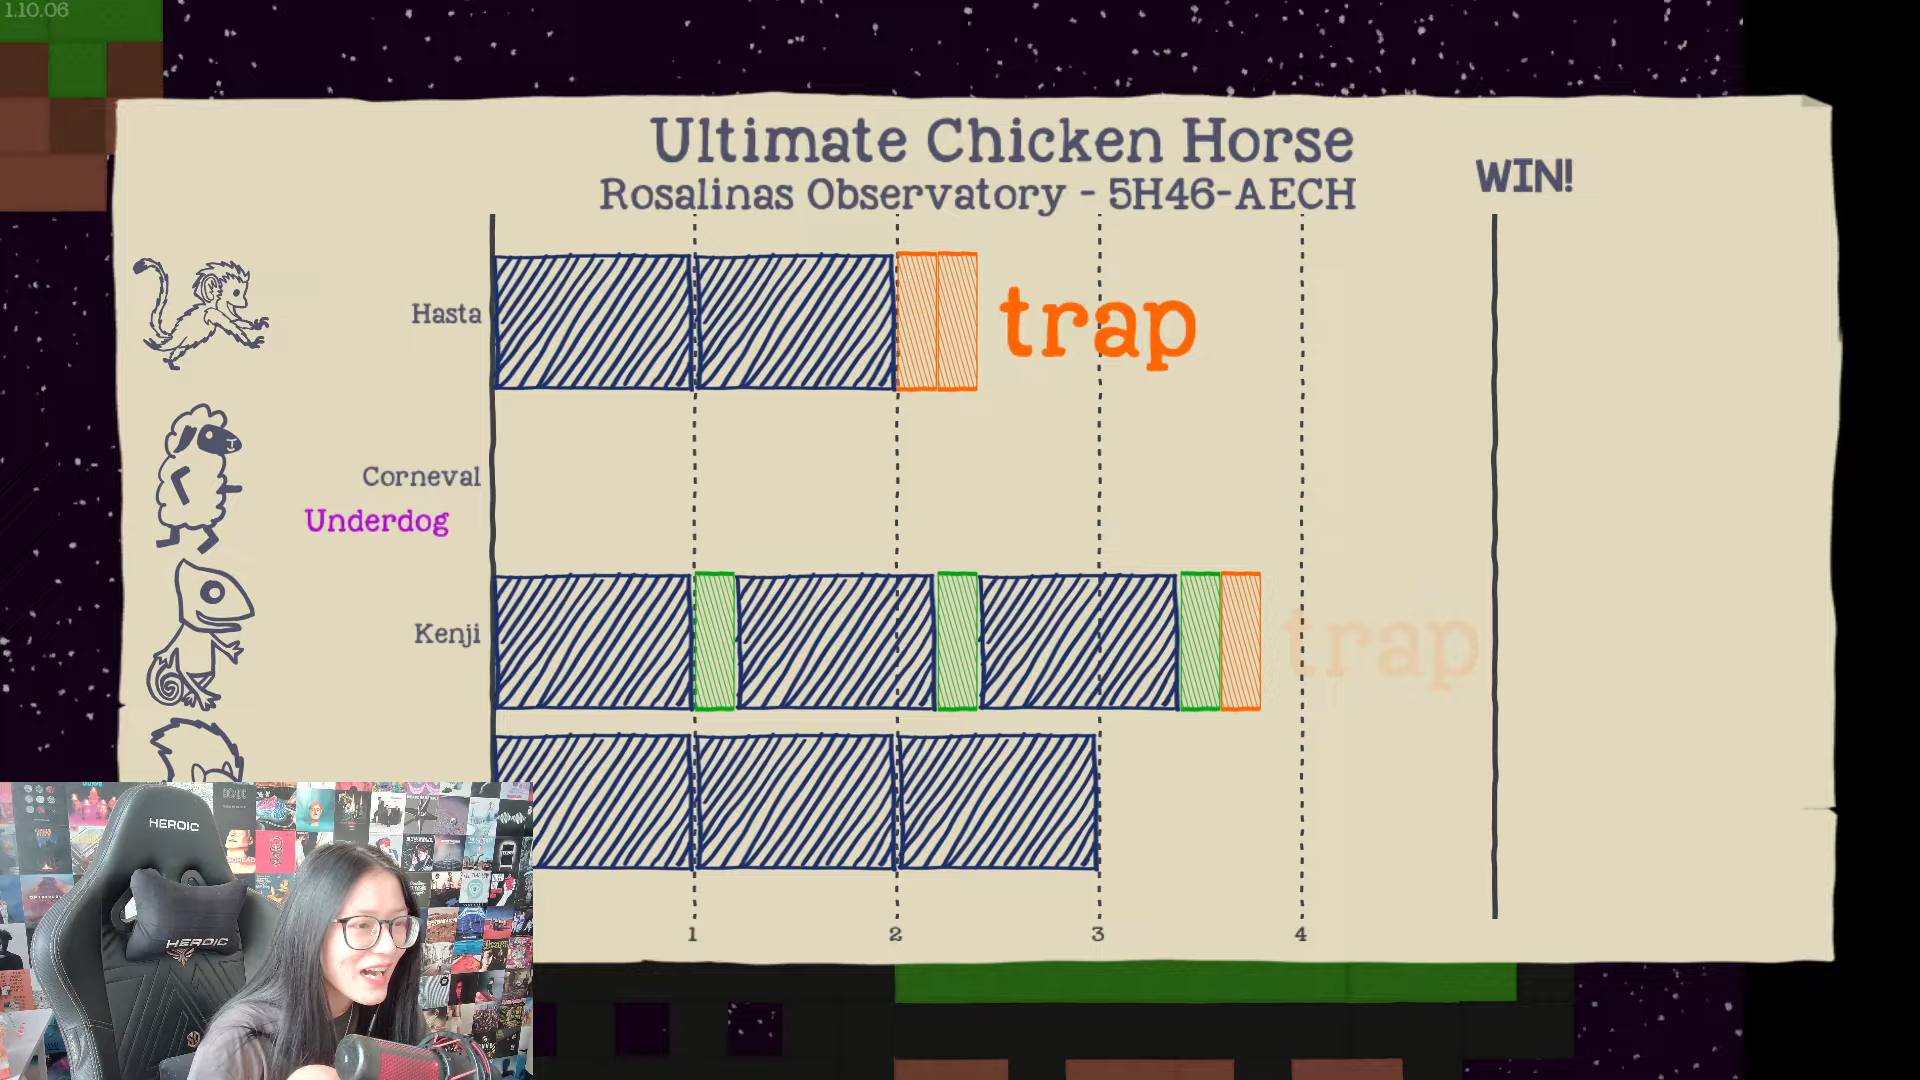 1.10.06
Ultimate Chicken Horse
Rosalinas Observatory - 5H46-AECH
WIN!
Hasta
trap
Corneval
Underdog
Kenji
trap
1
2
3
4
HEROIC
HEROIC